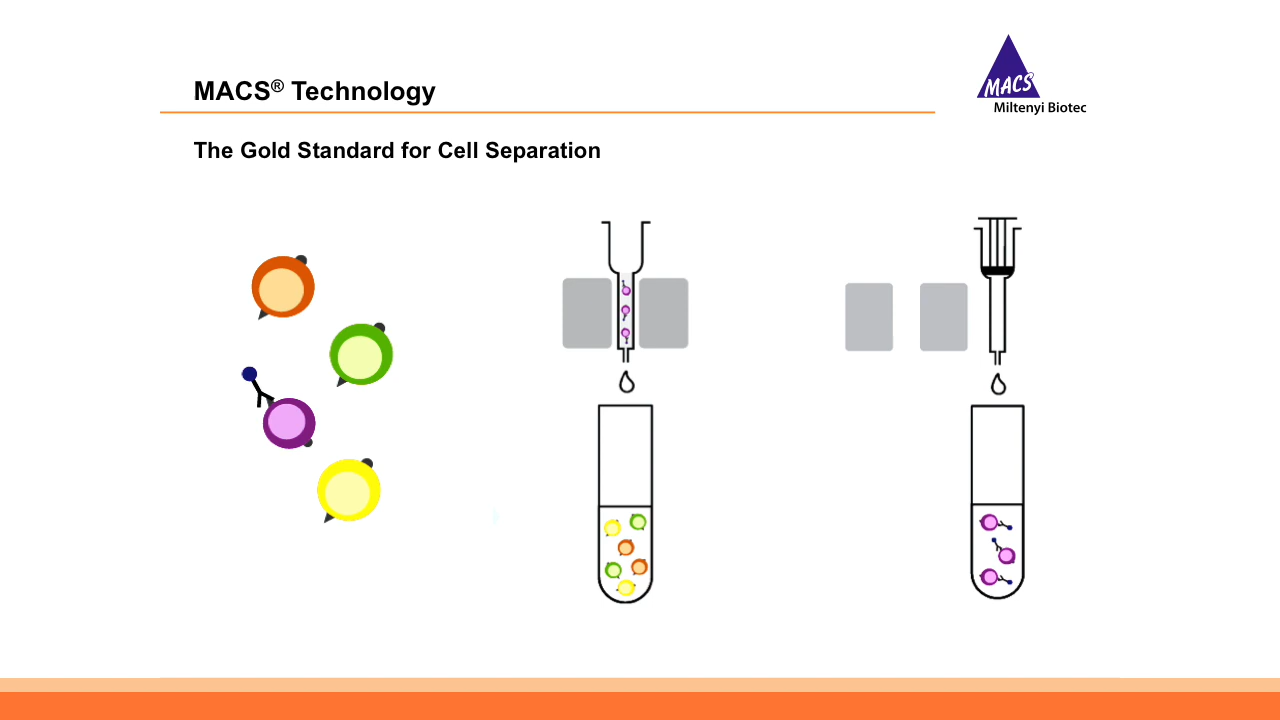 MACS® Technology
MACS
Miltenyi Biotec
The Gold Standard for Cell Separation